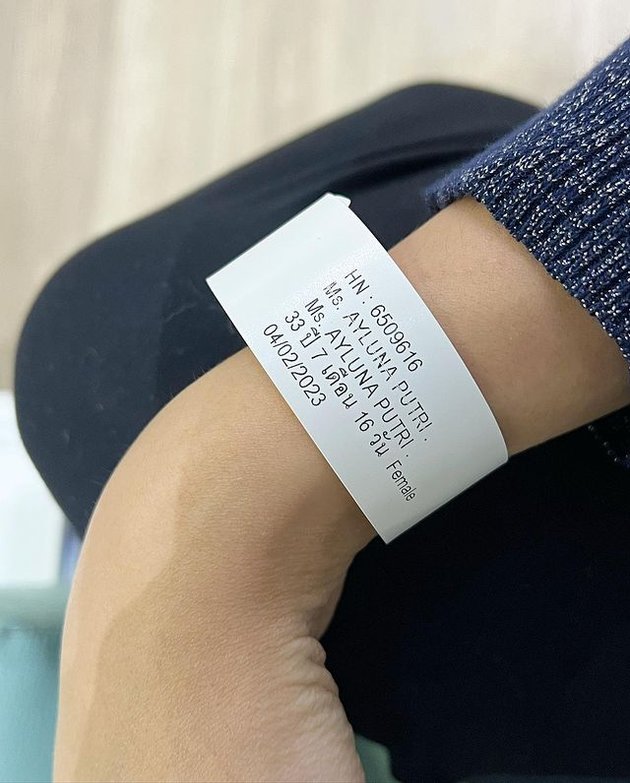 HN : 6509616
Ms. AYLUNA PUTRI .
Ms. AYLUNA PUTRI .
33 ปี 7 เดือน 16 วัน Female
04/02/2023